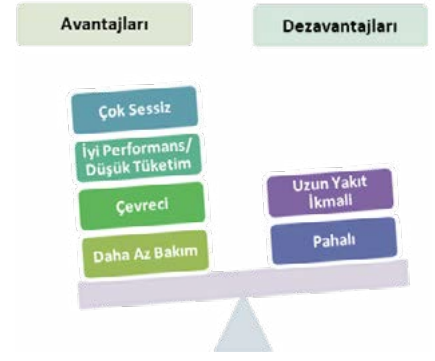 Avantajları
Dezavantajları
Çok Sessiz
İyi Performans/
Düşük Tüketim
Çevreci
Daha Az Bakım
Uzun Yakıt
İkmali
Pahalı